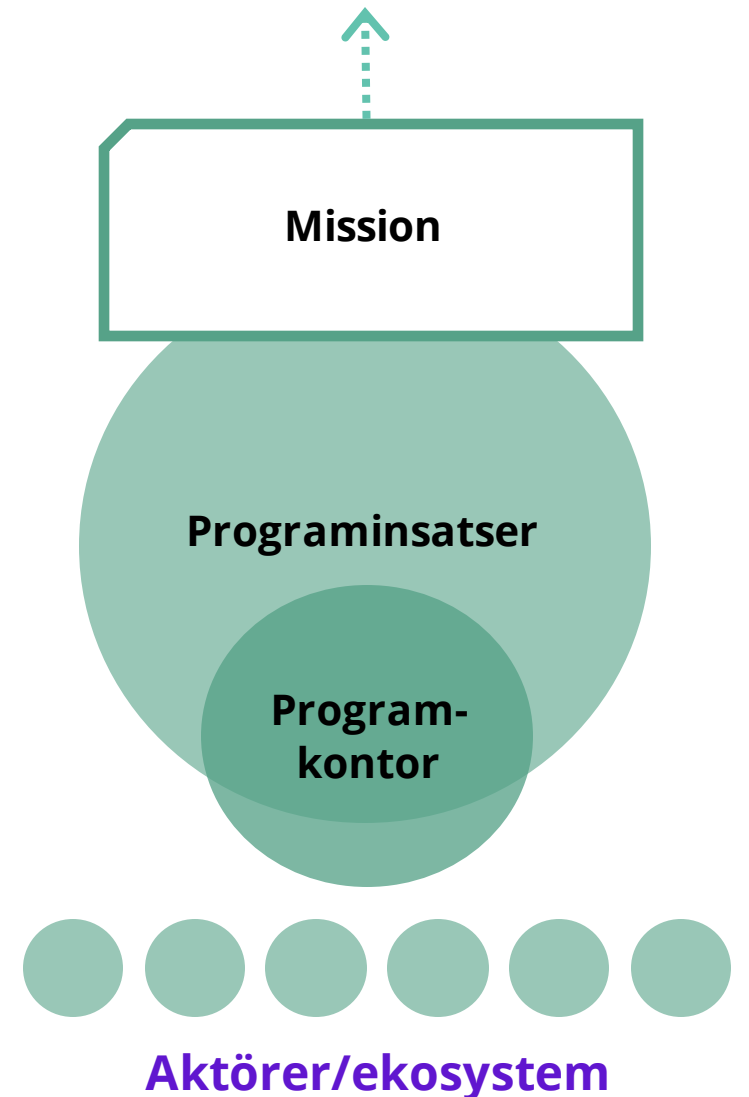 Mission
Programinsatser
Program-
kontor
Aktörer/ekosystem